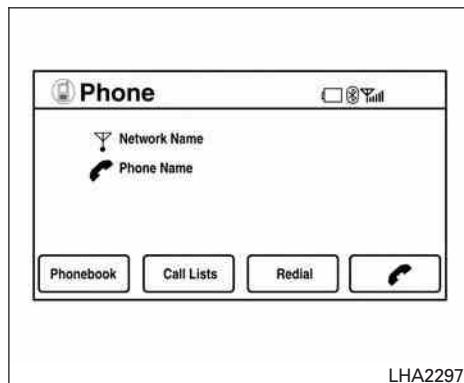 Phone
Network Name
Phone Name
Phonebook Call Lists Redial
LHA2297